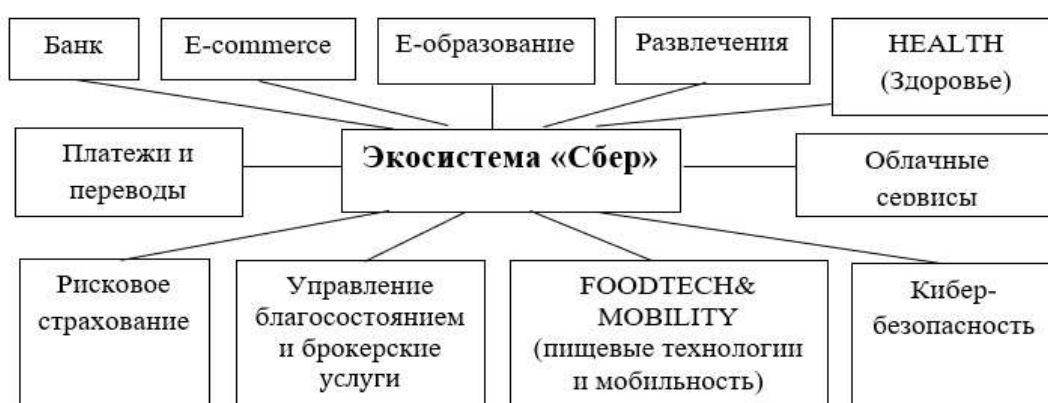 Банк
E-commerce
Е-образование
Развлечения
HEALTH
(Здоровье)
Платежи и
переводы
Экосистема «Сбер»
Облачные
сервисы
Рисковое
страхование
Управление
благосостоянием
и брокерские
услуги
FOODTECH&
MOBILITY
(пищевые технологии
и мобильность)
Кибер-
безопасность